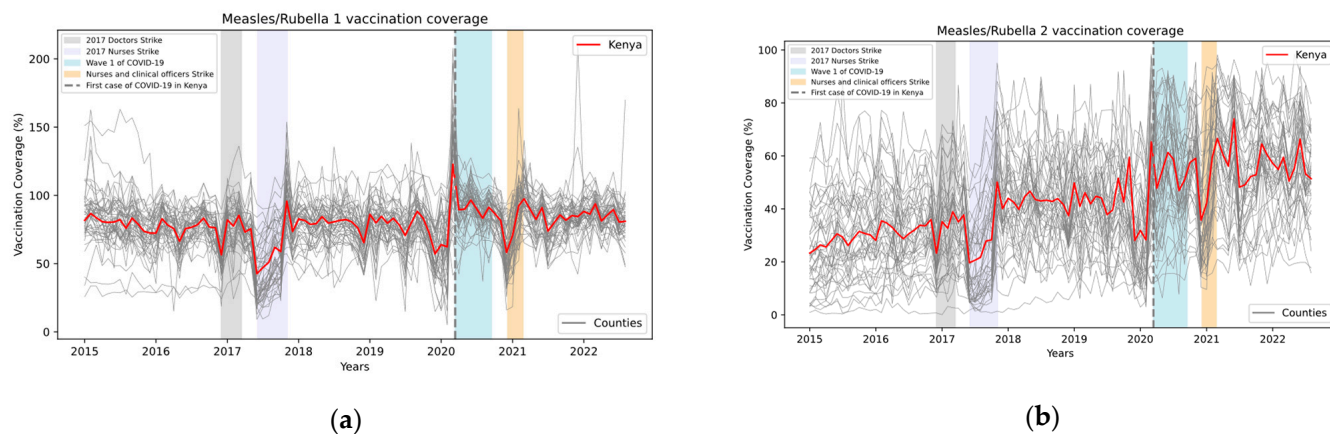 Measles/Rubella 1 vaccination coverage
2017 Doctors Strike
2017 Nurses Strike
Wave 1 of COVID-19
Nurses and clinical officers Strike
First case of COVID-19 in Kenya
Kenya
Counties
Vaccination Coverage (%)
200
150
100
50
0
2015 2016 2017 2018 2019 2020 2021 2022
Years
(a)
Measles/Rubella 2 vaccination coverage
2017 Doctors Strike
2017 Nurses Strike
Wave 1 of COVID-19
Nurses and clinical officers Strike
First case of COVID-19 in Kenya
Kenya
Counties
Vaccination Coverage (%)
100
80
60
40
20
0
2015 2016 2017 2018 2019 2020 2021 2022
Years
(b)